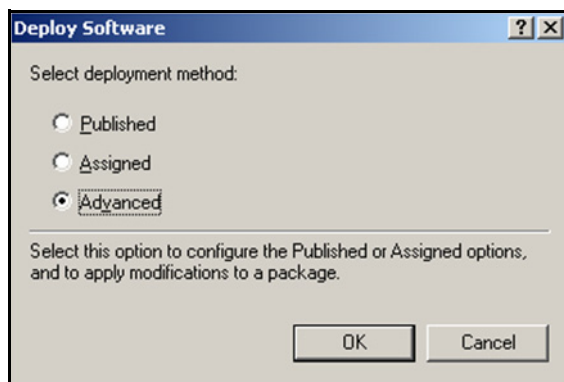 Deploy Software
Select deployment method:
Published
Assigned
Advanced
Select this option to configure the Published or Assigned options,
and to apply modifications to a package.
OK
Cancel